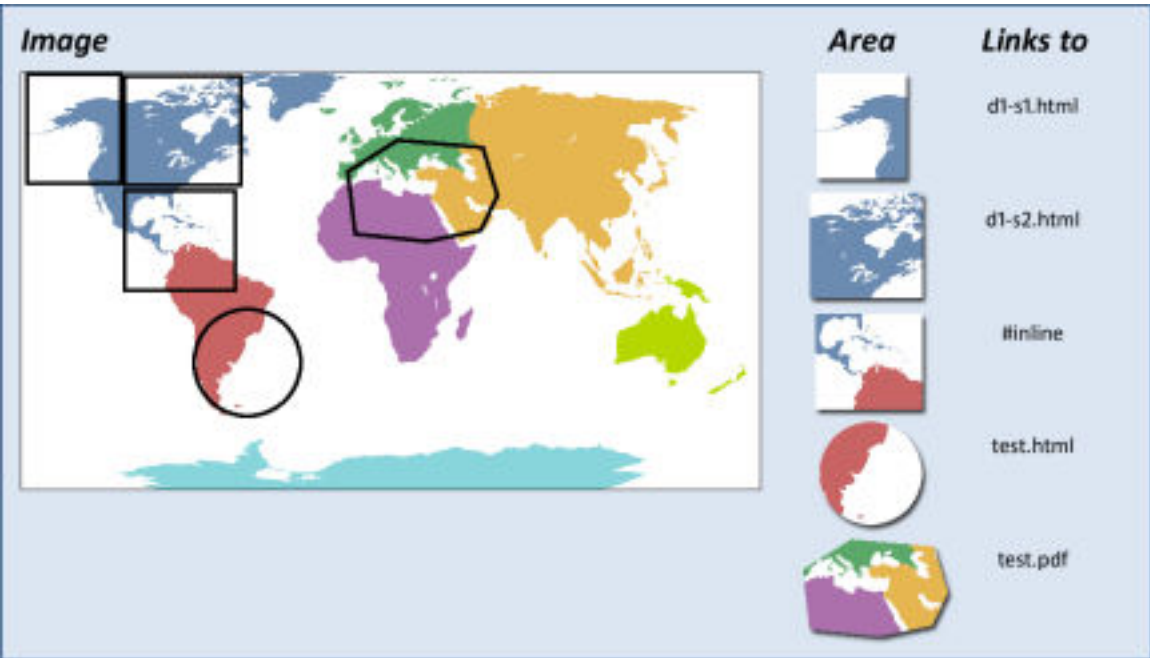 Image
Area
Links to
d1-s1.html
d1-s2.html
#inline
test.html
test.pdf